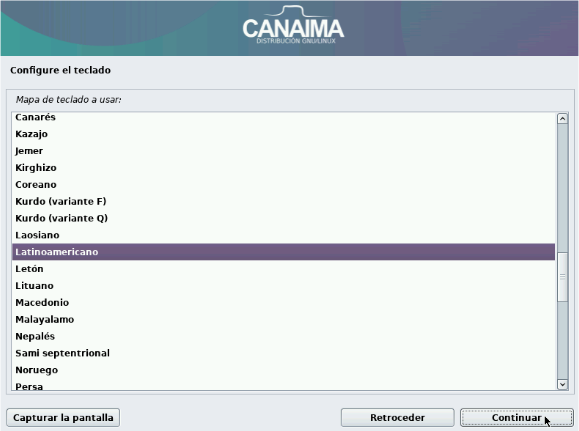 CANAIMA
DISTRIBUCIÓN GNU/LINUX
Configure el teclado
Mapa de teclado a usar:
Canarés
Kazajo
Jemer
Kirghizo
Coreano
Kurdo (variante F)
Kurdo (variante Q)
Laosiano
Latinoamericano
Letón
Lituano
Macedonio
Malayalamo
Nepalés
Sami septentrional
Noruego
Persa
Capturar la pantalla
Retroceder
Continuar